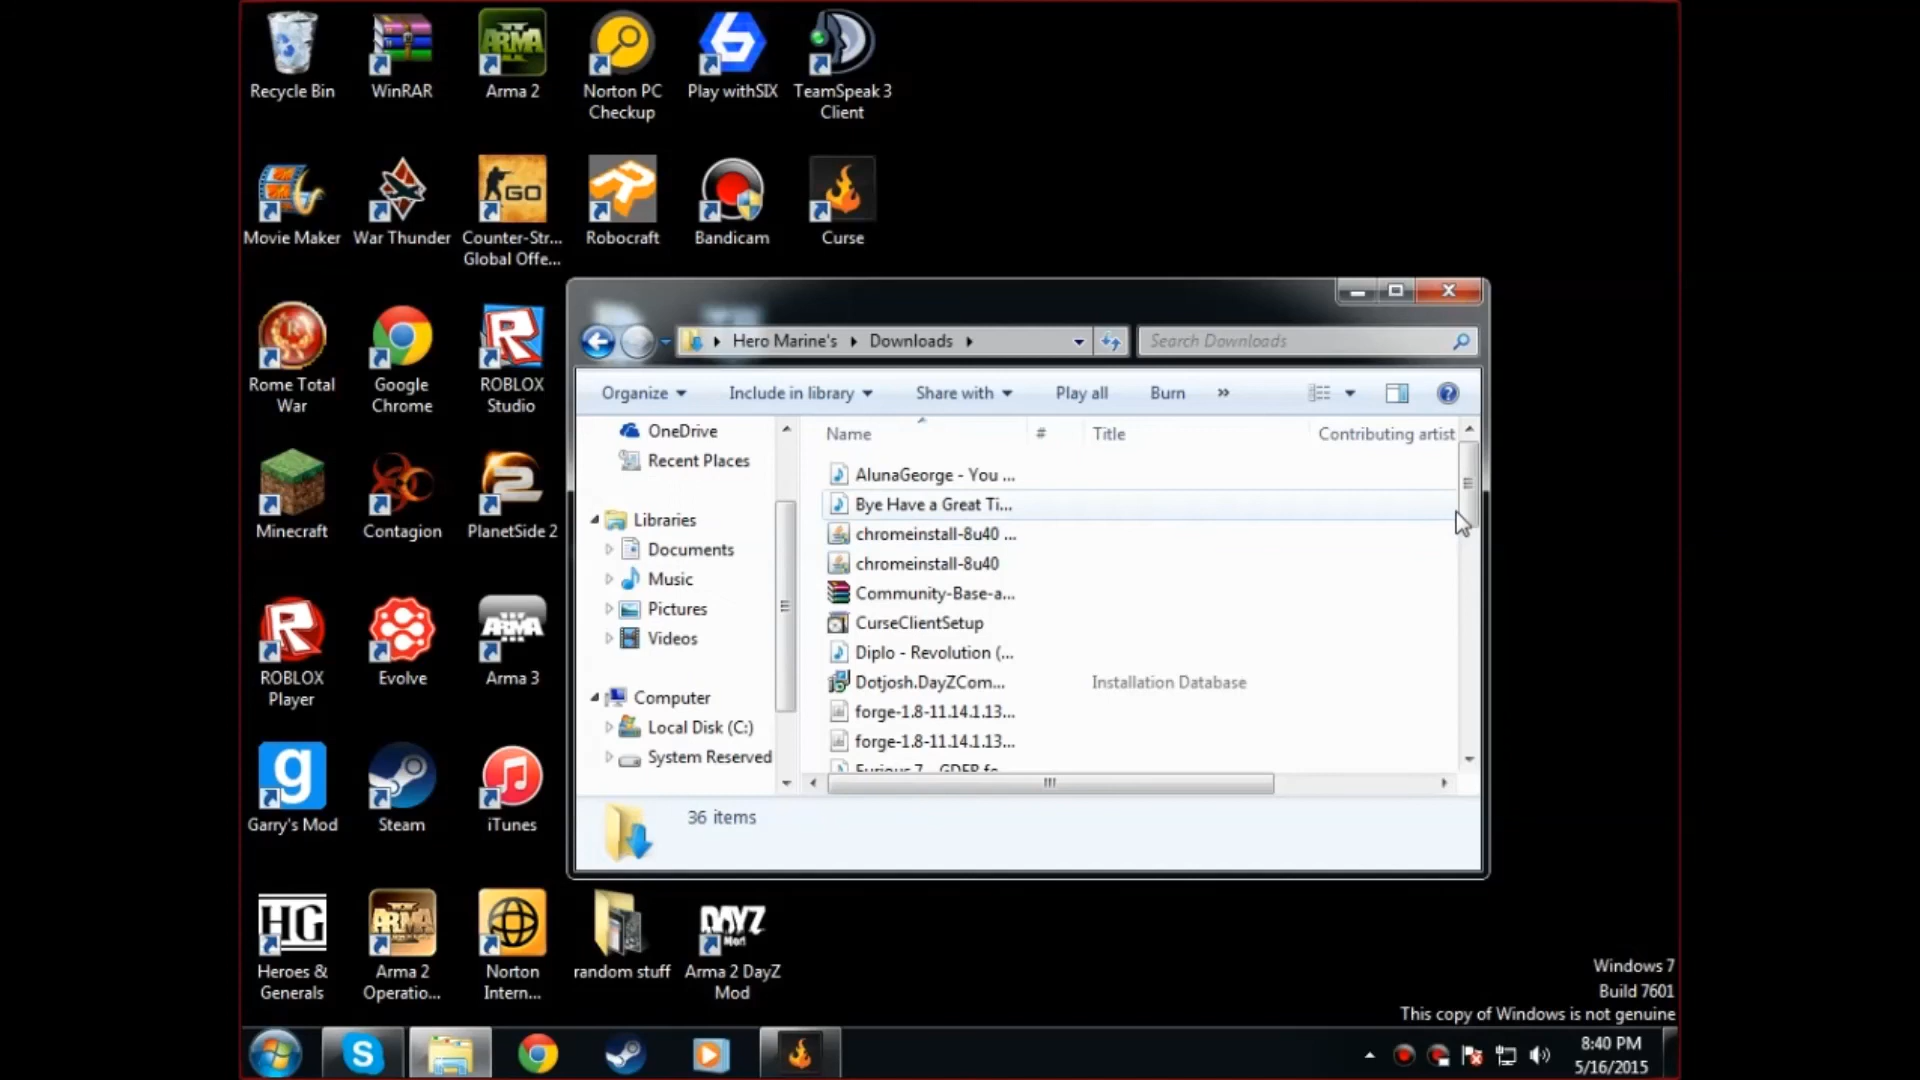 Recycle Bin
WinRAR
Arma 2
Norton PC
Checkup
Play withSIX
TeamSpeak 3
Client
Movie Maker
War Thunder
Counter-Str...
Global Offe...
Robocraft
Bandicam
Curse
Rome Total
War
Google
Chrome
ROBLOX
Studio
Minecraft
Contagion
PlanetSide 2
ROBLOX
Player
Evolve
Arma 3
Garry's Mod
Steam
iTunes
Heroes &
Generals
Arma 2
Operatio...
Norton
Intern...
random stuff
Arma 2 DayZ
Mod
Hero Marine's
Downloads
Search Downloads
Organize
Include in library
Share with
Play all
Burn
»
OneDrive
Recent Places
Libraries
Documents
Music
Pictures
Videos
Computer
Local Disk (C:)
System Reserved
Name
#
Title
Contributing artist
AlunaGeorge - You ...
Bye Have a Great Ti...
chromeinstall-8u40 ...
chromeinstall-8u40
Community-Base-a...
CurseClientSetup
Diplo - Revolution (...
Dotjosh.DayZCom...
Installation Database
forge-1.8-11.14.1.13...
forge-1.8-11.14.1.13...
Furious 7
36 items
Windows 7
Build 7601
This copy of Windows is not genuine
8:40 PM
5/16/2015